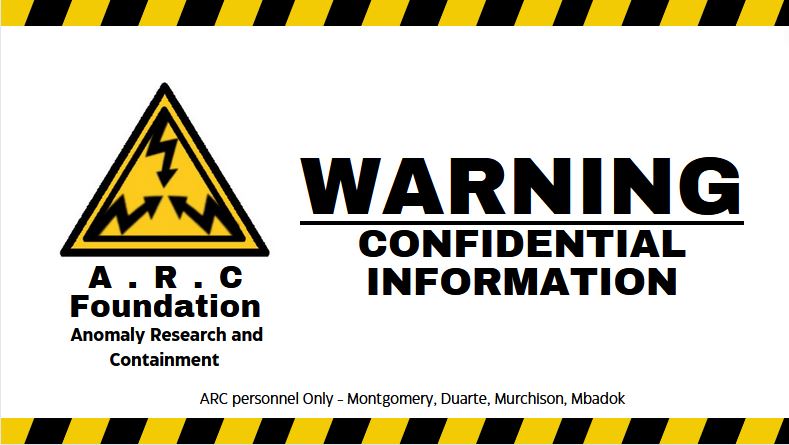 WARNING
CONFIDENTIAL
INFORMATION
A . R . C
Foundation
Anomaly Research and
Containment
ARC personnel Only - Montgomery, Duarte, Murchison, Mbadok